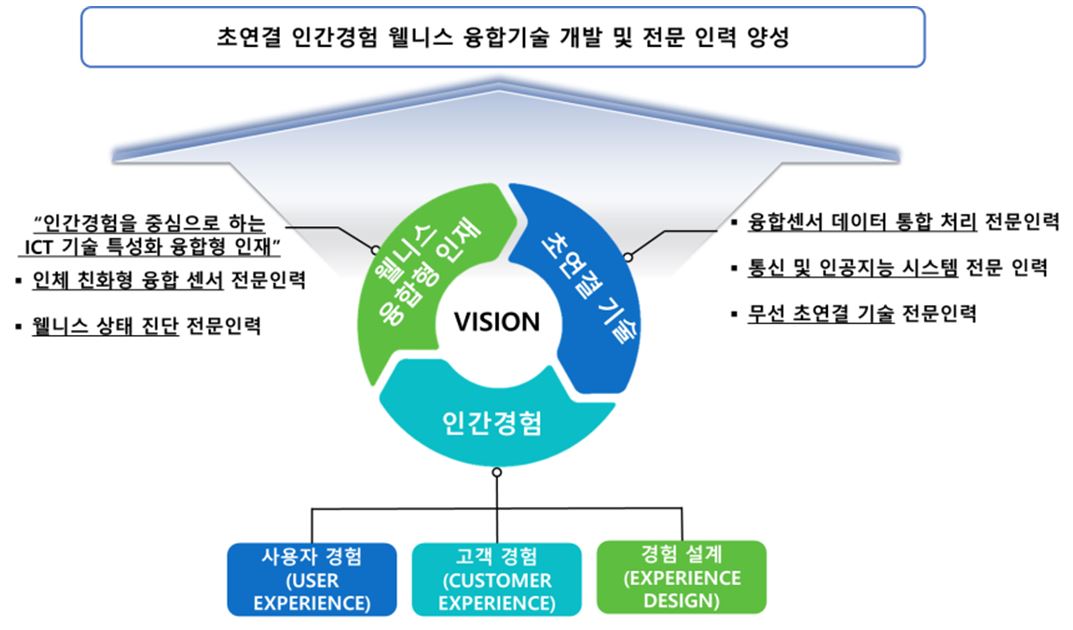 초연결 인간경험 웰니스 융합기술 개발 및 전문 인력 양성
“인간경험을 중심으로 하는
ICT 기술 특성화 융합형 인재”
▪ 인체 친화형 융합 센서 전문인력
▪ 웰니스 상태 진단 전문인력
웰니스
융합형 인재
초연결 기술
VISION
인간경험
▪ 융합센서 데이터 통합 처리 전문인력
▪ 통신 및 인공지능 시스템 전문 인력
▪ 무선 초연결 기술 전문인력
사용자 경험
(USER
EXPERIENCE)
고객 경험
(CUSTOMER
EXPERIENCE)
경험 설계
(EXPERIENCE
DESIGN)